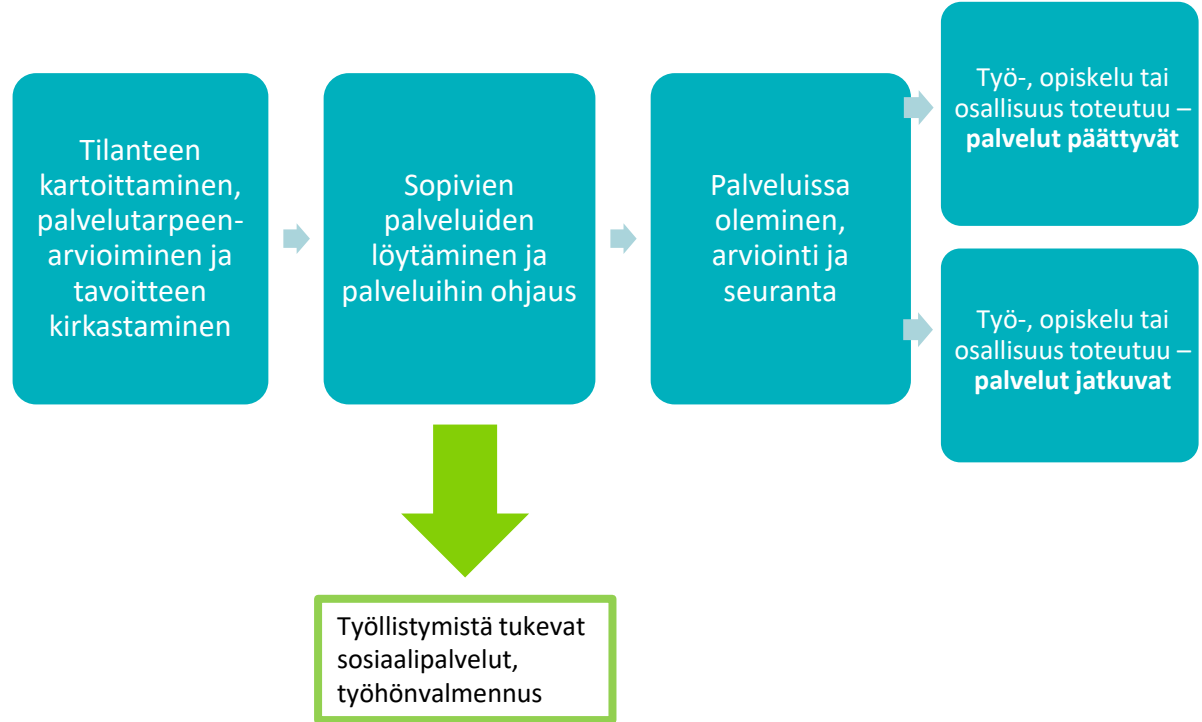 Tilanteen
kartoittaminen,
palvelutarpeen-
arvioiminen ja
tavoitteen
kirkastaminen
Sopivien
palveluiden
löytäminen ja
palveluihin ohjaus
Palveluissa
oleminen,
arviointi ja
seuranta
Työ-, opiskelu tai
osallisuus toteutuu –
palvelut päättyvät
Työ-, opiskelu tai
osallisuus toteutuu –
palvelut jatkuvat
Työllistymistä tukevat
sosiaalipalvelut,
työhönvalmennus